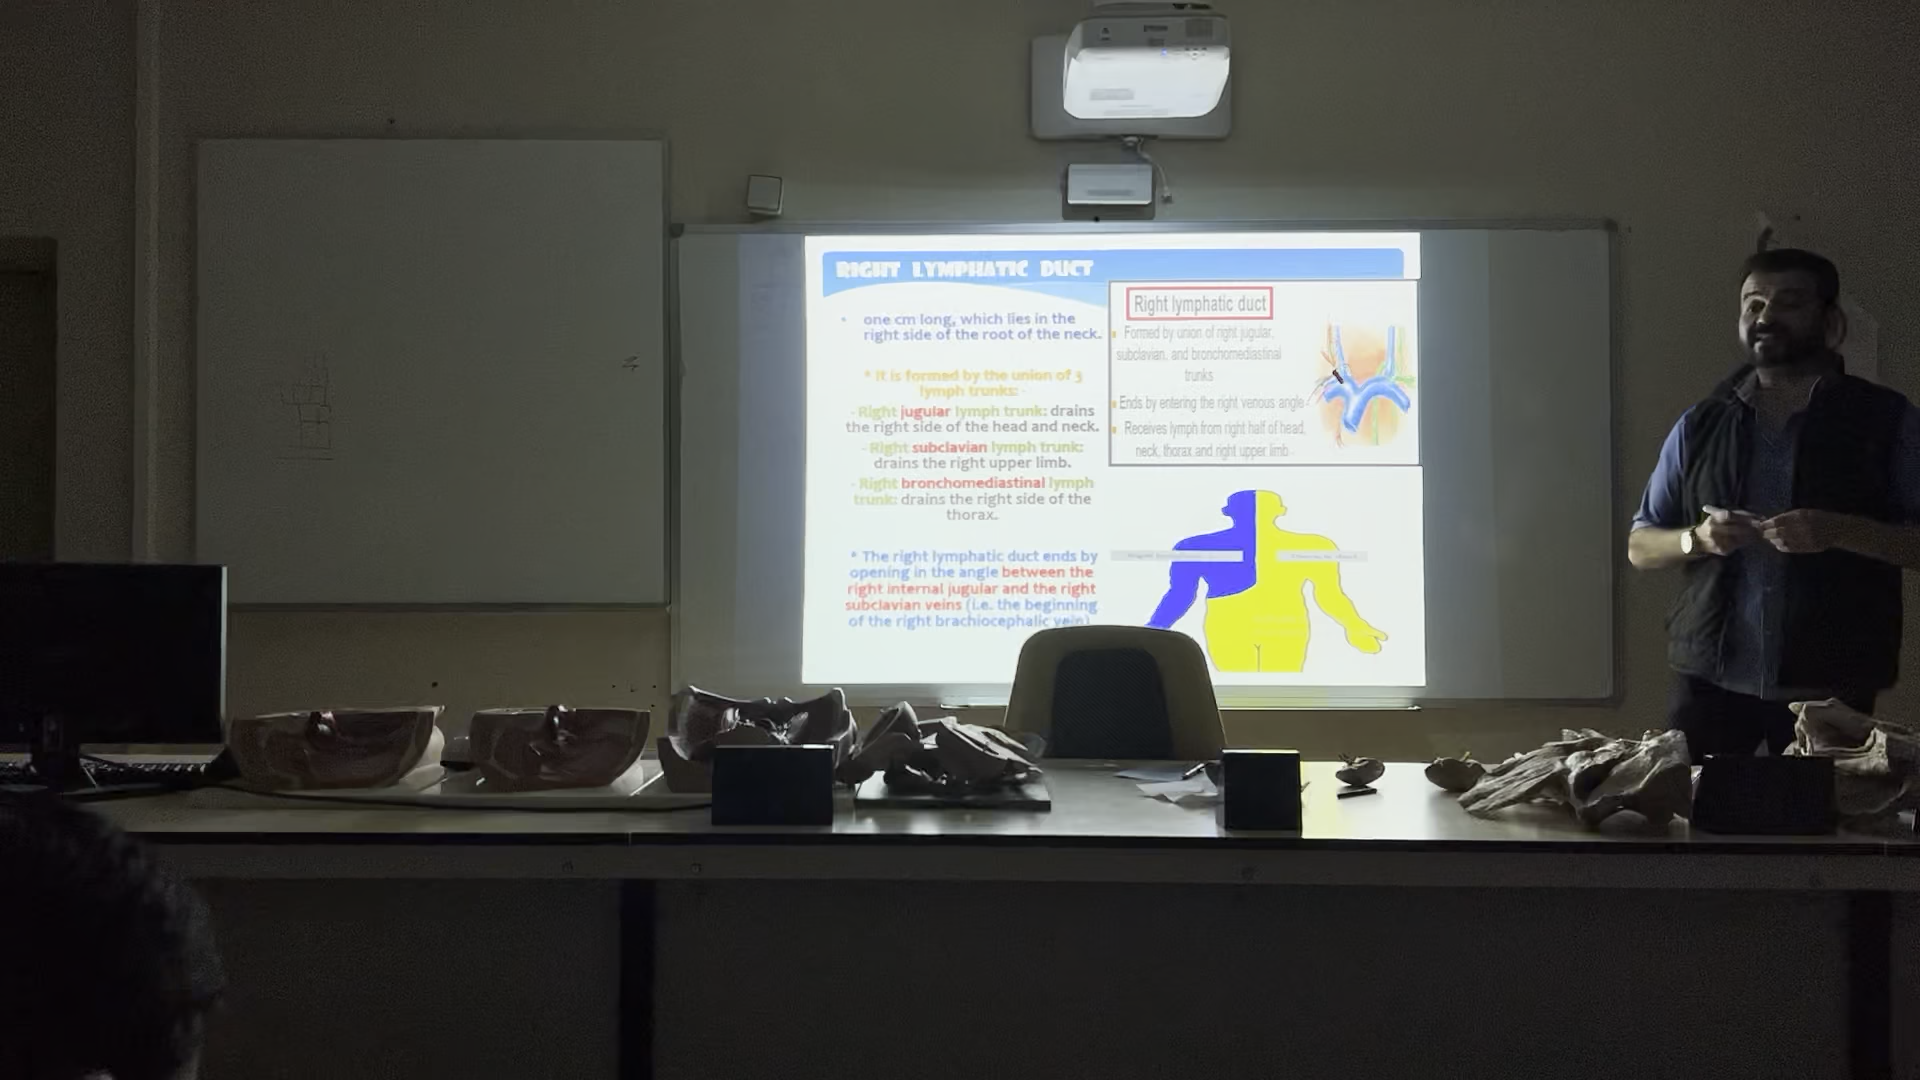 RIGHT LYMPHATIC DUCT
• one cm long, which lies in the
right side of the root of the neck.
* It is formed by the union of 3
lymph trunks: -
- Right jugular lymph trunk: drains
the right side of the head and neck.
- Right subclavian lymph trunk:
drains the right upper limb.
- Right bronchomediastinal lymph
trunk: drains the right side of the
thorax.
* The right lymphatic duct ends by
opening in the angle between the
right internal jugular and the right
subclavian veins (i.e. the beginning
of the right brachiocephalic vein)
Right lymphatic duct
Formed by union of right jugular,
subclavian, and bronchomediastinal
trunks
Ends by entering the right venous angle
Receives lymph from right half of head,
neck, thorax and right upper limb